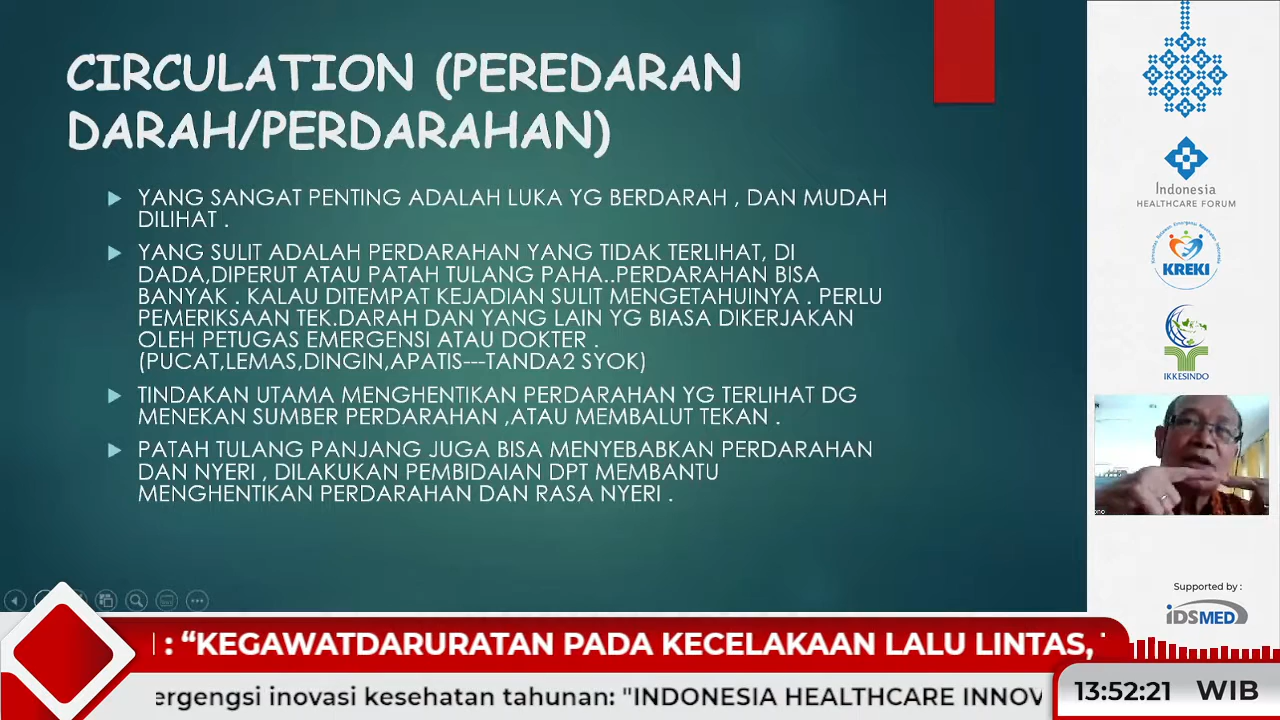 CIRCULATION (PEREDARAN
DARAH/PERDARAHAN)
YANG SANGAT PENTING ADALAH LUKA YG BERDARAH , DAN MUDAH
DILIHAT .
YANG SULIT ADALAH PERDARAHAN YANG TIDAK TERLIHAT, DI
DADA,DIPERUT ATAU PATAH TULANG PAHA..PERDARAHAN BISA
BANYAK . KALAU DITEMPAT KEJADIAN SULIT MENGETAHUINYA . PERLU
PEMERIKSAAN TEK.DARAH DAN YANG LAIN YG BIASA DIKERJAKAN
OLEH PETUGAS EMERGENSI ATAU DOKTER .
(PUCAT,LEMAS,DINGIN,APATIS---TANDA2 SYOK)
TINDAKAN UTAMA MENGHENTIKAN PERDARAHAN YG TERLIHAT DG
MENEKAN SUMBER PERDARAHAN ,ATAU MEMBALUT TEKAN .
PATAH TULANG PANJANG JUGA BISA MENYEBABKAN PERDARAHAN
DAN NYERI , DILAKUKAN PEMBIDAIAN DPT MEMBANTU
MENGHENTIKAN PERDARAHAN DAN RASA NYERI .
Indonesia
HEALTHCARE FORUM
KREKI
IKKESINDO
Supported by :
iDSMED
: “KEGAWATDARURATAN PADA KECELAKAAN LALU LINTAS,
ergengsi inovasi kesehatan tahunan: "INDONESIA HEALTHCARE INNOV
13:52:21 WIB